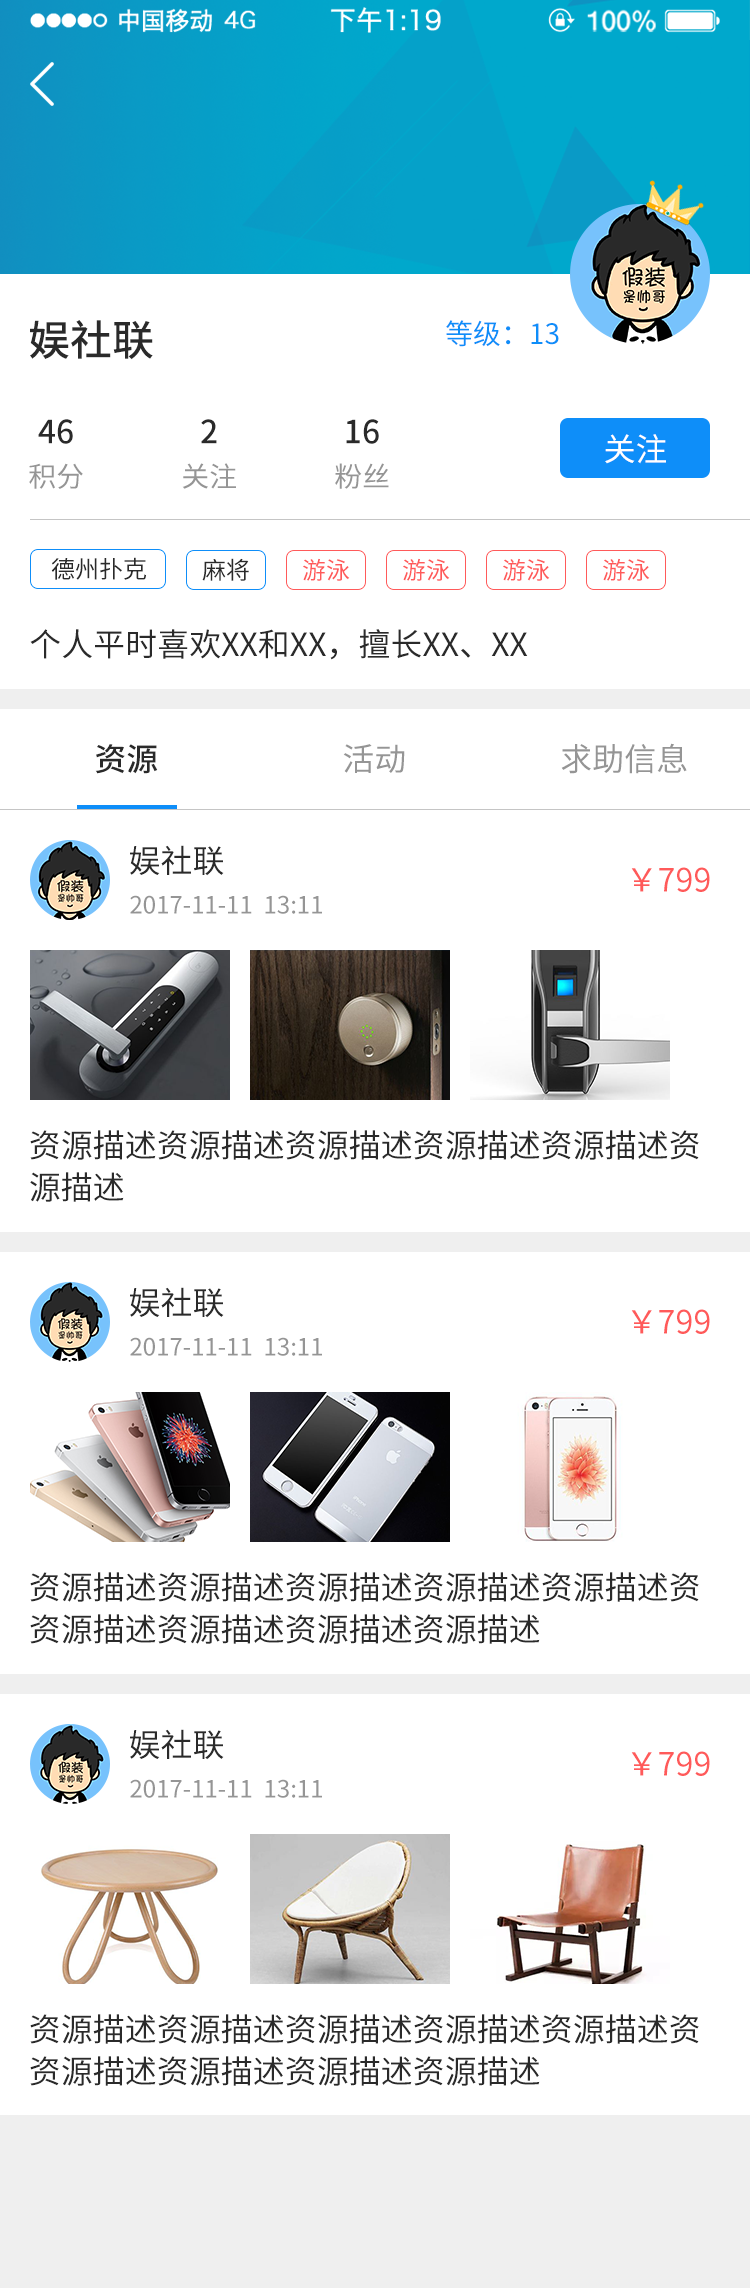 中国移动 4G 下午1:19 100%
假装
是帅哥
娱社联 等级：13
46 2 16
积分 关注 粉丝 关注
德州扑克 麻将 游泳 游泳 游泳 游泳
个人平时喜欢XX和XX，擅长XX、XX
资源 活动 求助信息
假装
是帅哥
娱社联
2017-11-11 13:11
￥799
资源描述资源描述资源描述资源描述资源描述资
源描述
假装
是帅哥
娱社联
2017-11-11 13:11
￥799
资源描述资源描述资源描述资源描述资源描述资
资源描述资源描述资源描述资源描述
假装
是帅哥
娱社联
2017-11-11 13:11
￥799
资源描述资源描述资源描述资源描述资源描述资
资源描述资源描述资源描述资源描述